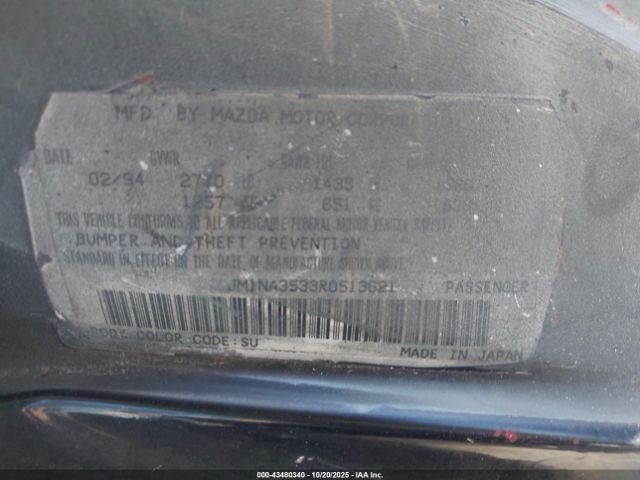 MFD BY MAZDA MOTOR
DATE GVWR
02/94 2770 1435
1257 651
THIS VEHICLE CONFORMS TO ALL APPLICABLE FEDERAL MOTOR VEHICLE SAFETY,
BUMPER AND THEFT PREVENTION
STANDARD IN EFFECT ON THE DATE OF MANUFACTURE SHOWN ABOVE.
JM1NA3533R0513621 PASSENGER
BODY COLOR CODE:SU
MADE IN JAPAN
000-43480340 | 10/20/2025 - IAA Inc.